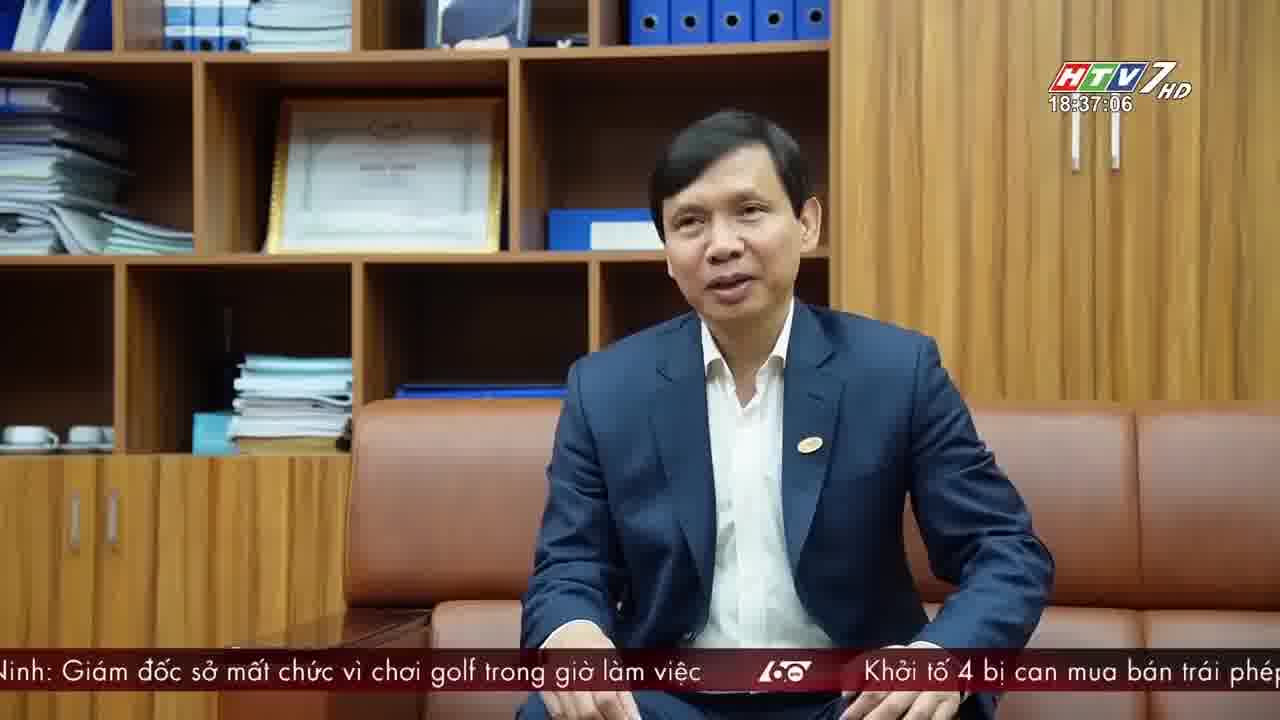 HTV7 HD
18:37:06
Ninh: Giám đốc sở mất chức vì chơi golf trong giờ làm việc
Khởi tố 4 bị can mua bán trái phép